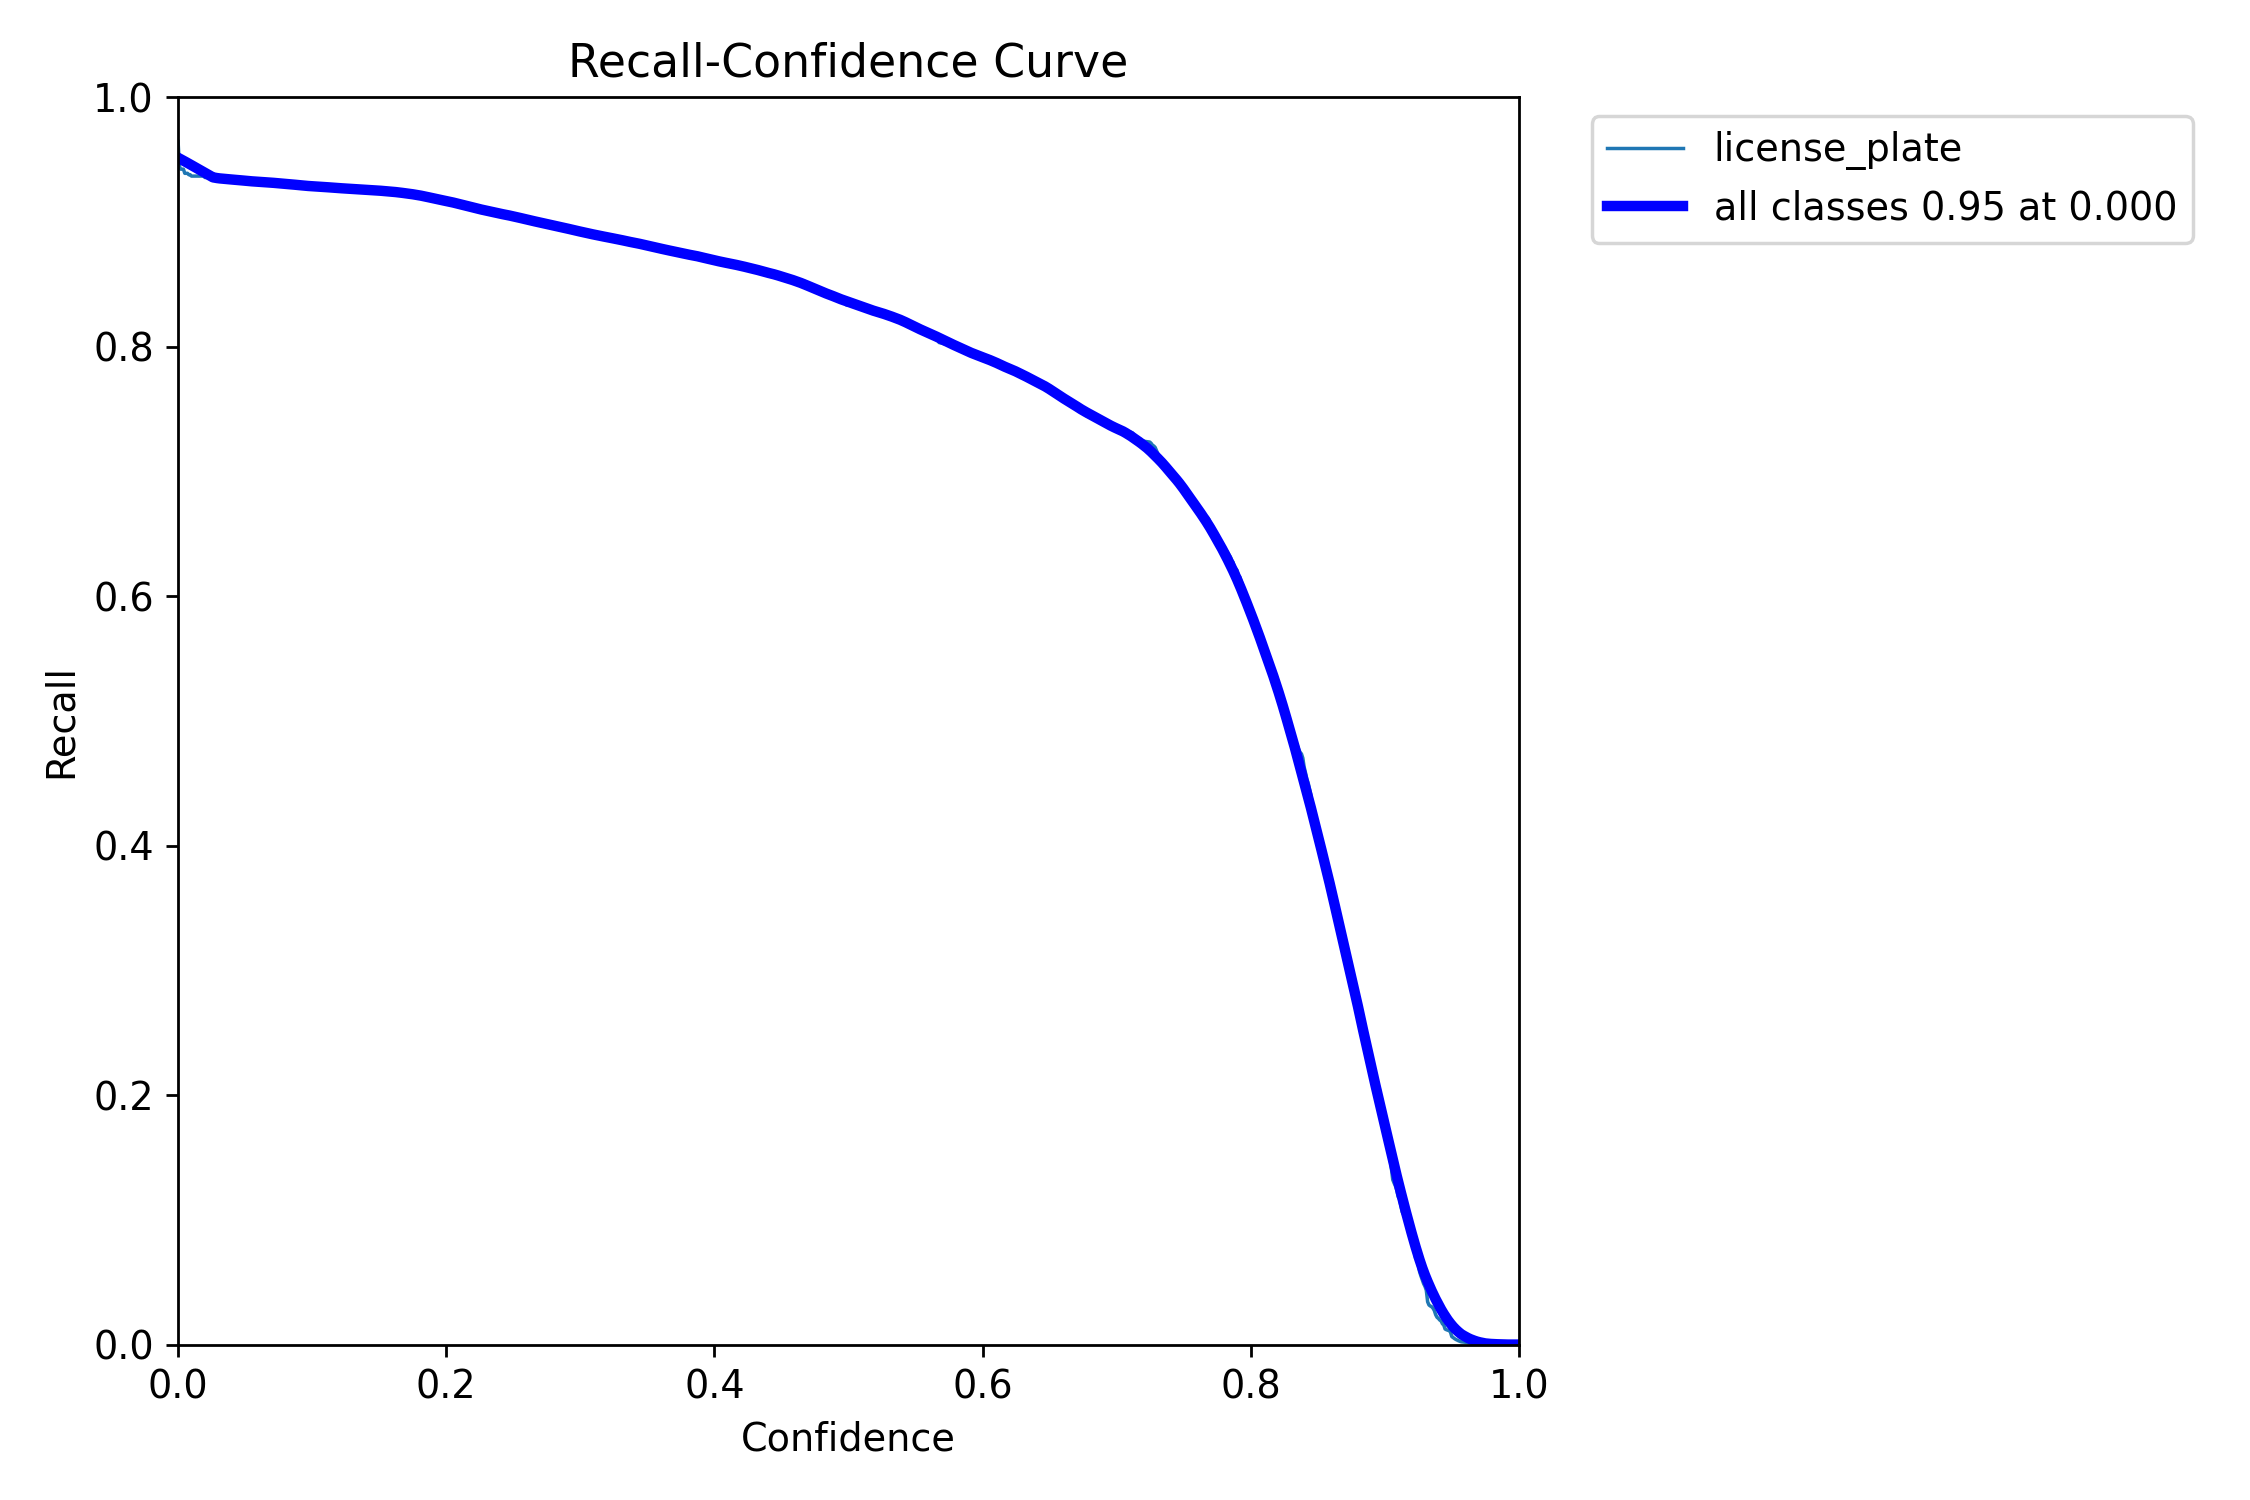 Recall-Confidence Curve
1.0
0.8
0.6
0.4
0.2
0.0
Recall
0.0 0.2 0.4 0.6 0.8 1.0
Confidence
license_plate
all classes 0.95 at 0.000